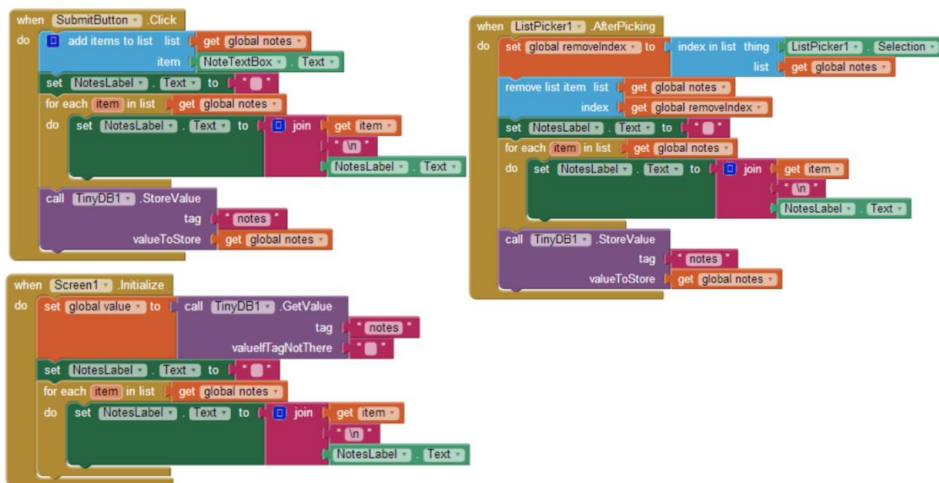 when SubmitButton .Click
do add items to list list get global notes
item NoteTextBox . Text
set NotesLabel . Text to " "
for each item in list get global notes
do set NotesLabel . Text to join get item
" \n "
NotesLabel . Text
call TinyDB1 .StoreValue
tag " notes "
valueToStore get global notes
when Screen1 .Initialize
do set global value to call TinyDB1 .GetValue
tag " notes "
valueIfTagNotThere " "
set NotesLabel . Text to " "
for each item in list get global notes
do set NotesLabel . Text to join get item
" \n "
NotesLabel . Text
when ListPicker1 .AfterPicking
do set global removeIndex to index in list thing ListPicker1 . Selection
list get global notes
remove list item list get global notes
index get global removeIndex
set NotesLabel . Text to " "
for each item in list get global notes
do set NotesLabel . Text to join get item
" \n "
NotesLabel . Text
call TinyDB1 .StoreValue
tag " notes "
valueToStore get global notes